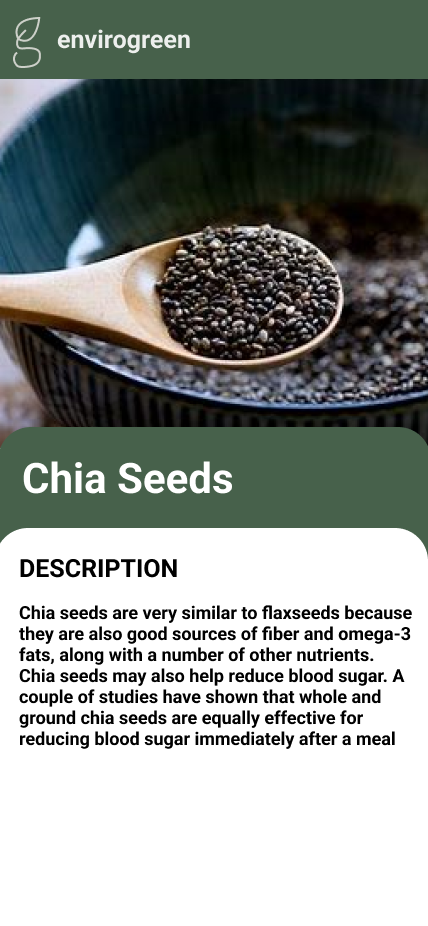 envirogreen
Chia Seeds
DESCRIPTION
Chia seeds are very similar to flaxseeds because
they are also good sources of fiber and omega-3
fats, along with a number of other nutrients.
Chia seeds may also help reduce blood sugar. A
couple of studies have shown that whole and
ground chia seeds are equally effective for
reducing blood sugar immediately after a meal